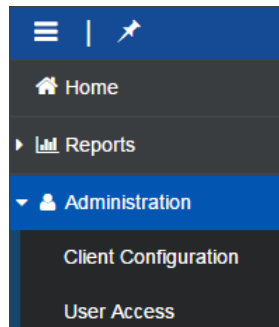 Home
Reports
Administration
Client Configuration
User Access